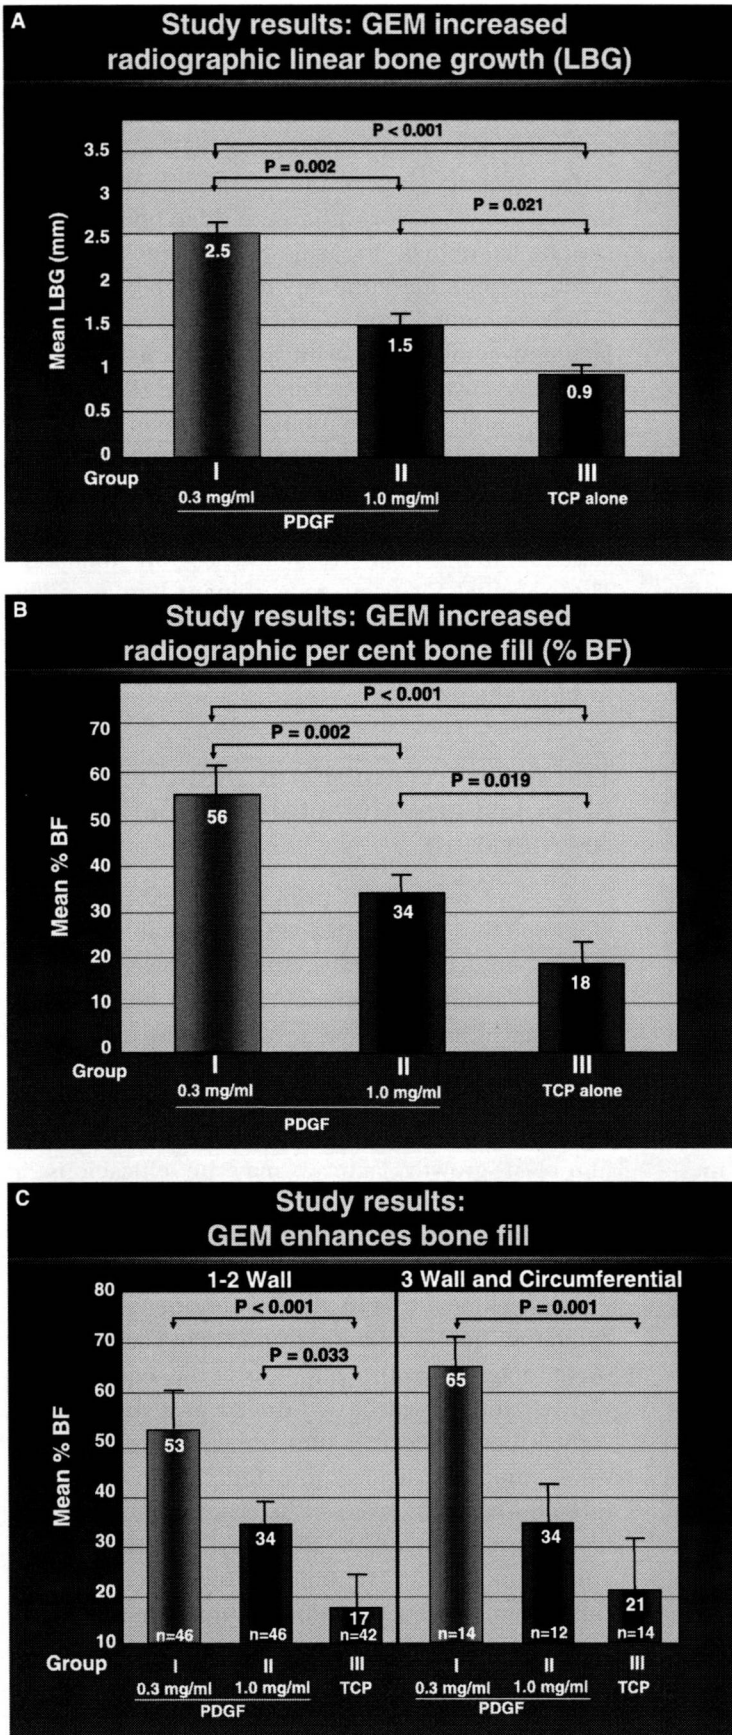 A
Study results: GEM increased
radiographic linear bone growth (LBG)
P < 0.001
P = 0.002
P = 0.021
Mean LBG (mm)
3.5
3
2.5
2
1.5
1
0.5
0
2.5
1.5
0.9
Group
I
II
III
0.3 mg/ml
1.0 mg/ml
TCP alone
PDGF
B
Study results: GEM increased
radiographic per cent bone fill (% BF)
P < 0.001
P = 0.002
P = 0.019
Mean % BF
70
60
50
40
30
20
10
0
56
34
18
Group
I
II
III
0.3 mg/ml
1.0 mg/ml
TCP alone
PDGF
C
Study results:
GEM enhances bone fill
1-2 Wall
3 Wall and Circumferential
P < 0.001
P = 0.033
P = 0.001
Mean % BF
80
70
60
50
40
30
20
10
53
34
17
65
34
21
n=46
n=46
n=42
n=14
n=12
n=14
Group
I
II
III
I
II
III
0.3 mg/ml
1.0 mg/ml
TCP
0.3 mg/ml
1.0 mg/ml
TCP
PDGF
PDGF